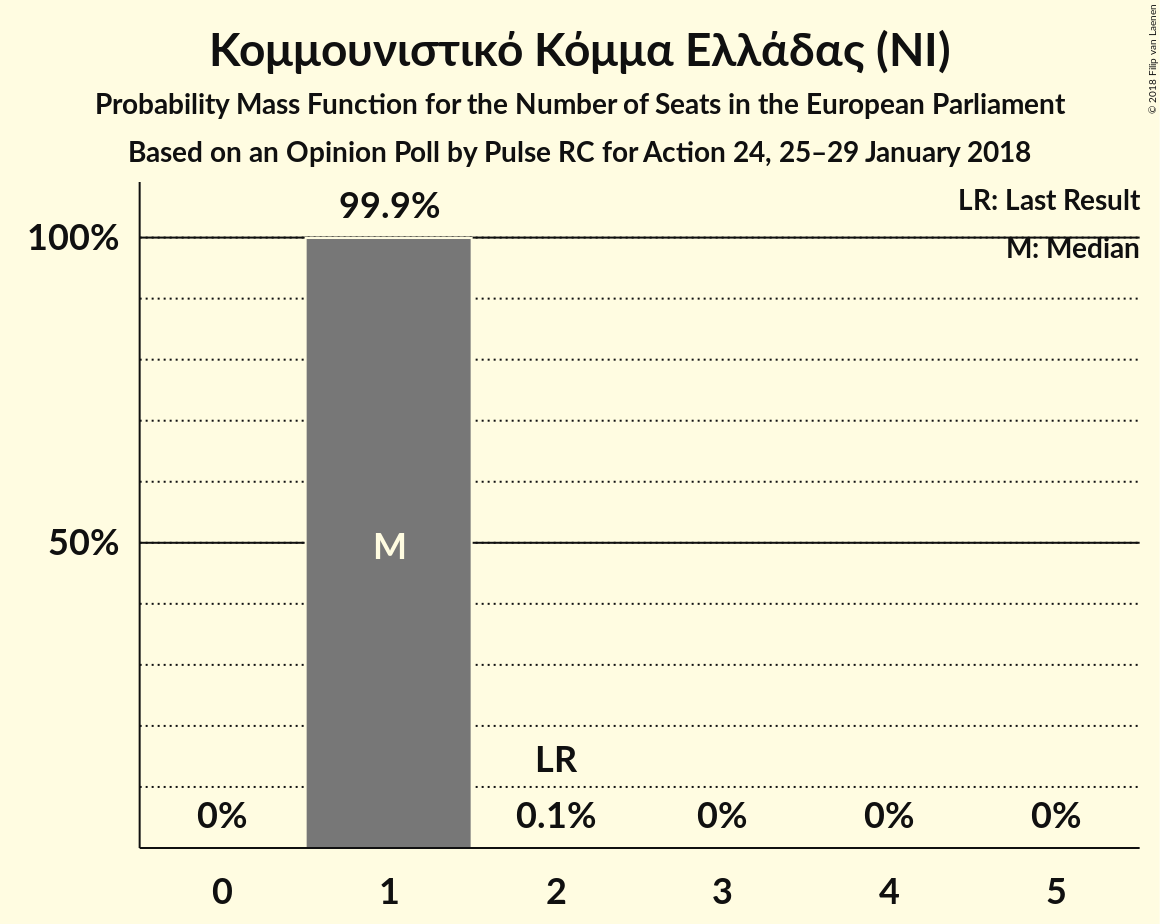 Κομμουνιστικό Κόμμα Ελλάδας (NI)
Probability Mass Function for the Number of Seats in the European Parliament
Based on an Opinion Poll by Pulse RC for Action 24, 25–29 January 2018
© 2018 Filip van Laenen
LR: Last Result
M: Median
99.9%
100%
50%
M
LR
0% 0.1% 0% 0% 0%
0 1 2 3 4 5